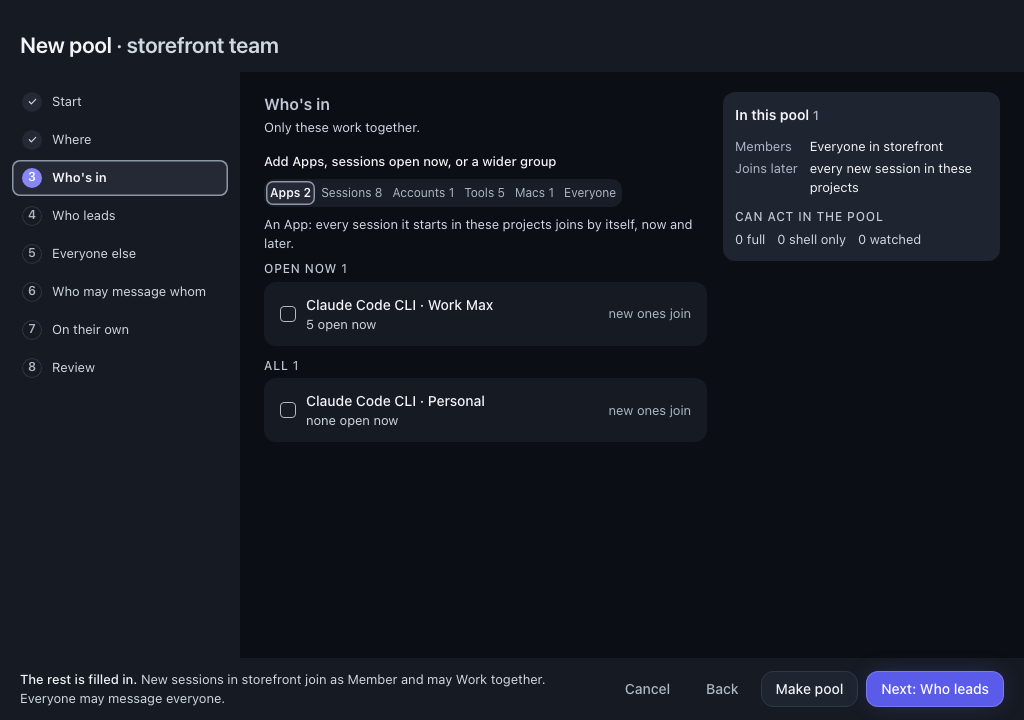 New pool · storefront team
Start
Where
3 Who's in
4 Who leads
5 Everyone else
6 Who may message whom
7 On their own
8 Review
Who's in
Only these work together.
Add Apps, sessions open now, or a wider group
Apps 2 Sessions 8 Accounts 1 Tools 5 Macs 1 Everyone
An App: every session it starts in these projects joins by itself, now and
later.
OPEN NOW 1
Claude Code CLI · Work Max
5 open now
new ones join
ALL 1
Claude Code CLI · Personal
none open now
new ones join
In this pool 1
Members Everyone in storefront
Joins later every new session in these
projects
CAN ACT IN THE POOL
0 full 0 shell only 0 watched
The rest is filled in. New sessions in storefront join as Member and may Work together.
Everyone may message everyone.
Cancel Back Make pool Next: Who leads